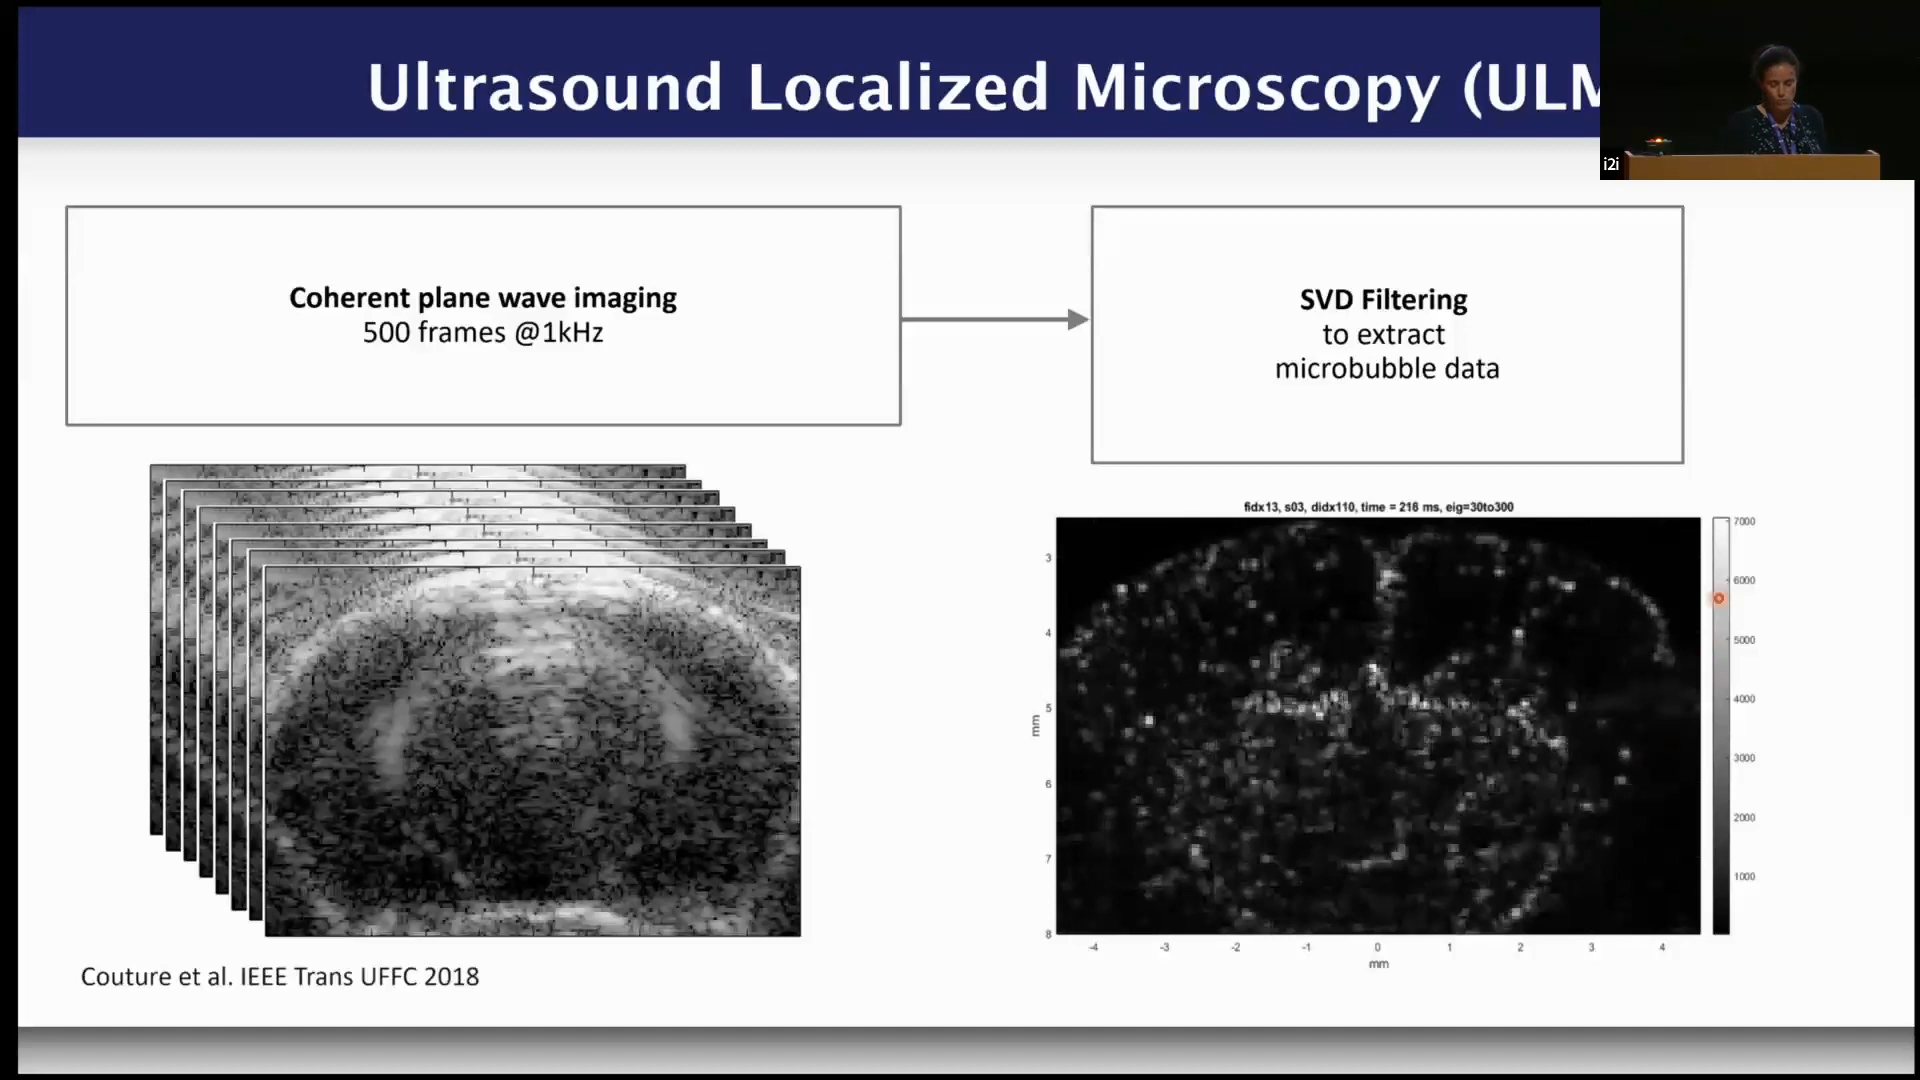 Ultrasound Localized Microscopy (ULM
i2i
Coherent plane wave imaging
500 frames @1kHz
SVD Filtering
to extract
microbubble data
fidx13, s03, didx110, time = 218 ms, eig=30to300
7000
6000
5000
4000
3000
2000
1000
3
4
5
6
7
8
mm
-4 -3 -2 -1 0 1 2 3 4
mm
Couture et al. IEEE Trans UFFC 2018